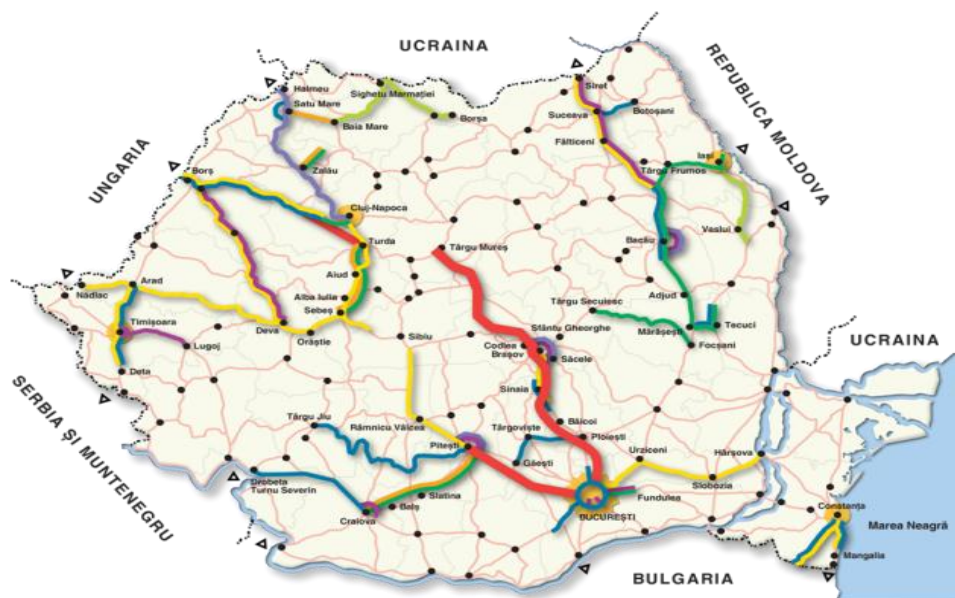 UCRAINA
REPUBLICA MOLDOVA
UNGARIA
Halmeu
Satu Mare
Sighetu Marmației
Baia Mare
Borșa
Siret
Suceava
Botoșani
Fălticeni
Iași
Târgu Frumos
Zalău
Borș
Cluj-Napoca
Turda
Târgu Mureș
Bacău
Vaslui
Aiud
Alba Iulia
Sebeș
Arad
Nădlac
Timișoara
Deva
Orăștie
Lugoj
Deta
Sibiu
Târgu Secuiesc
Adjud
Mărășești
Tecuci
Focșani
Sfântu Gheorghe
Codlea
Brașov
Săcele
Sinaia
UCRAINA
SERBIA ȘI MUNTENEGRU
Târgu Jiu
Râmnicu Vâlcea
Pitești
Târgoviște
Băicoi
Ploiești
Găești
Urziceni
Hârșova
Slobozia
Drobeta
Turnu Severin
Slatina
Balș
Craiova
Fundulea
BUCUREȘTI
Constanța
Marea Neagră
Mangalia
BULGARIA